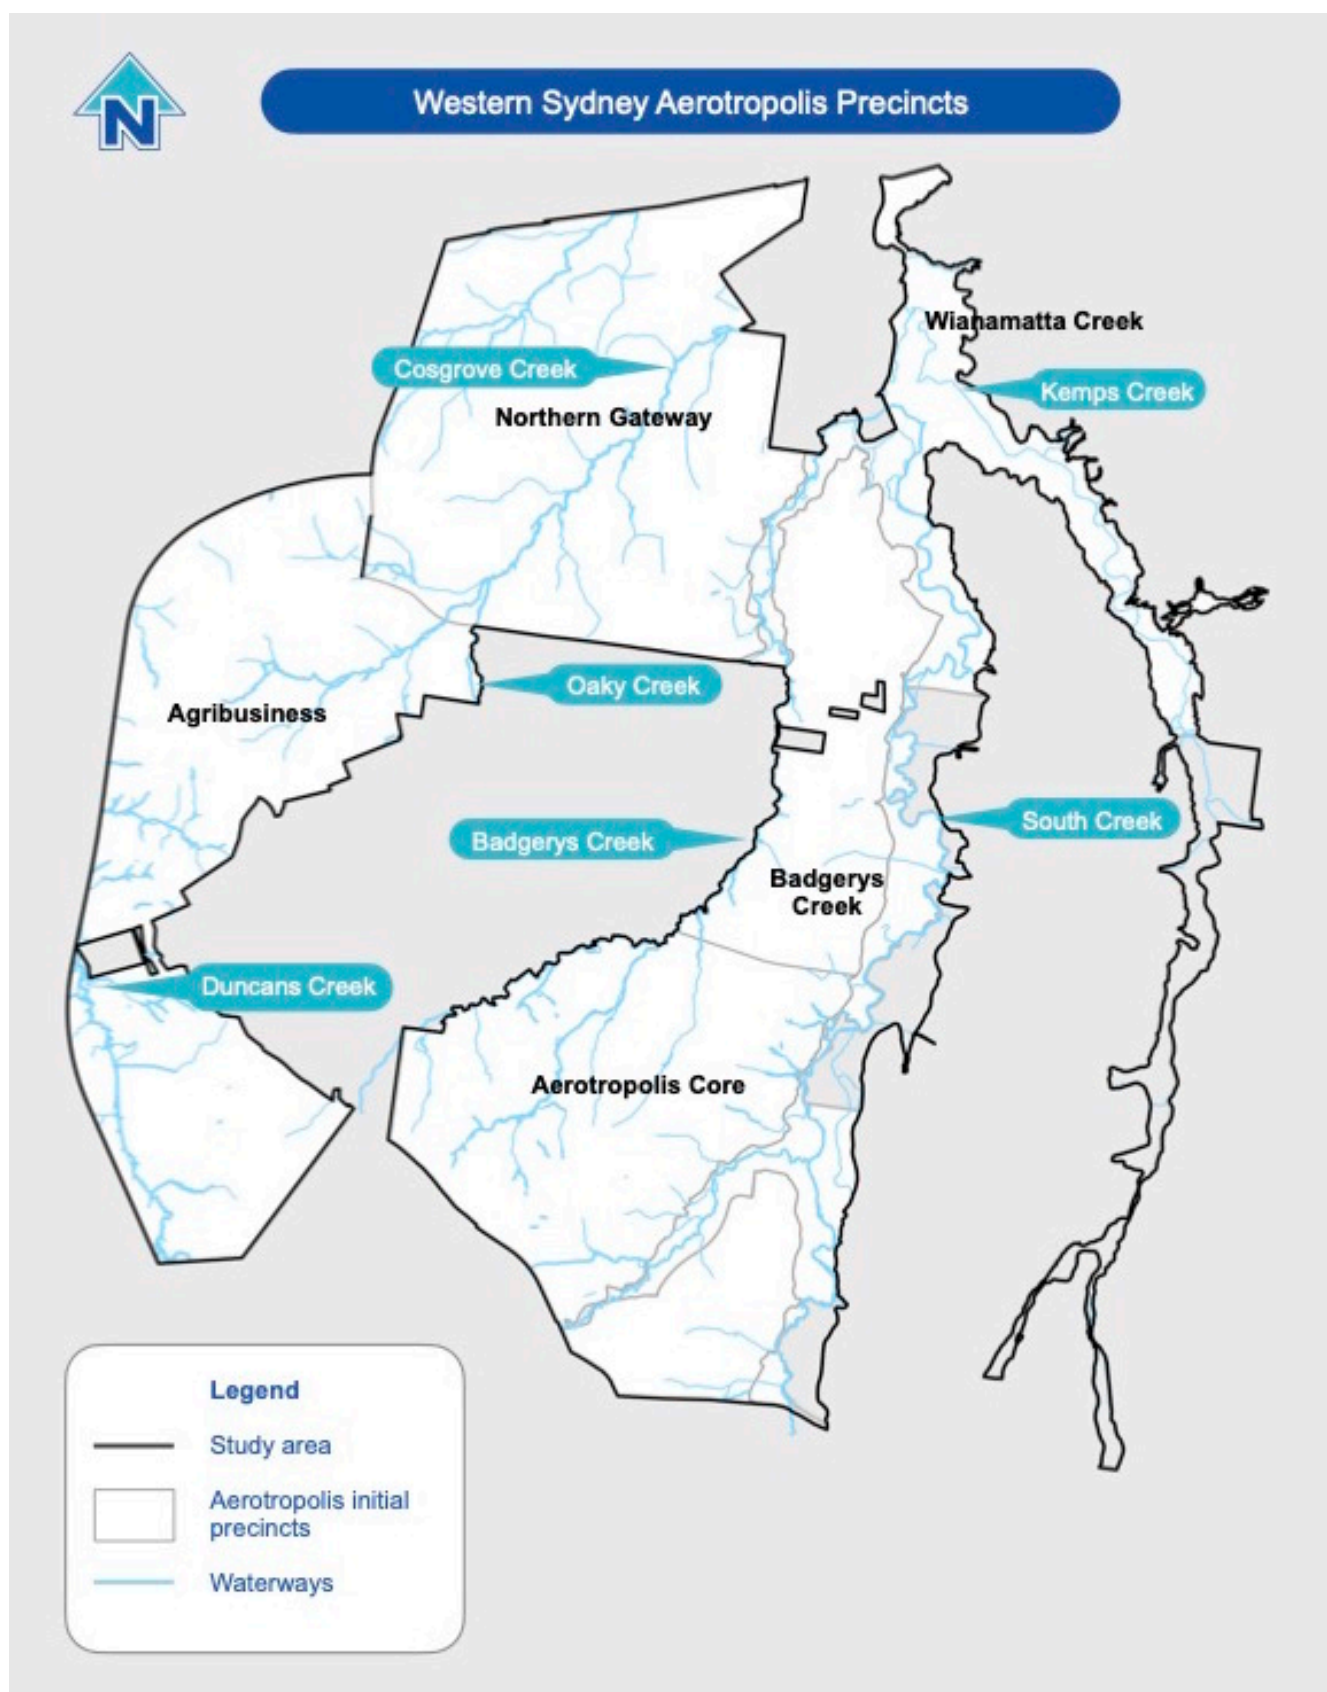 N
Western Sydney Aerotropolis Precincts
Wianamatta Creek
Cosgrove Creek
Kemps Creek
Northern Gateway
Oaky Creek
Agribusiness
South Creek
Badgerys Creek
Badgerys
Creek
Duncans Creek
Aerotropolis Core
Legend
Study area
Aerotropolis initial
precincts
Waterways